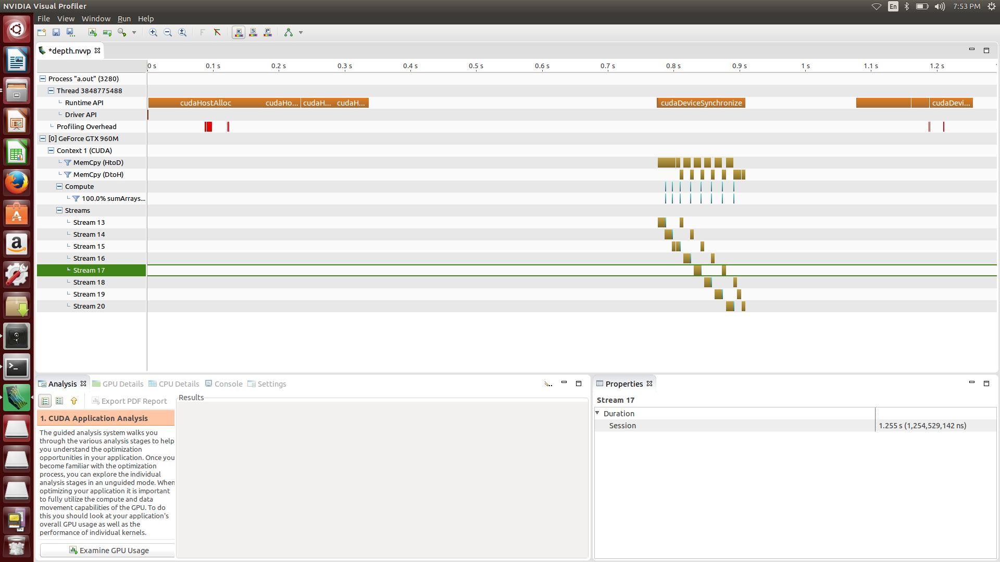 NVIDIA Visual Profiler
En
7:53 PM
File View Window Run Help
F
K S P
*depth.nvvp
0 s 0.1 s 0.2 s 0.3 s 0.4 s 0.5 s 0.6 s 0.7 s 0.8 s 0.9 s 1 s 1.1 s 1.2 s
Process "a.out" (3280)
Thread 3848775488
Runtime API cudaHostAlloc cudaHo... cudaH... cudaH... cudaDeviceSynchronize cudaDevi...
Driver API
Profiling Overhead
[0] GeForce GTX 960M
Context 1 (CUDA)
MemCpy (HtoD)
MemCpy (DtoH)
Compute
100.0% sumArrays...
Streams
Stream 13
Stream 14
Stream 15
Stream 16
Stream 17
Stream 18
Stream 19
Stream 20
Analysis GPU Details CPU Details Console Settings
Export PDF Report
1. CUDA Application Analysis
The guided analysis system walks you
through the various analysis stages to help
you understand the optimization
opportunities in your application. Once you
become familiar with the optimization
process, you can explore the individual
analysis stages in an unguided mode. When
optimizing your application it is important
to fully utilize the compute and data
movement capabilities of the GPU. To do
this you should look at your application's
overall GPU usage as well as the
performance of individual kernels.
Examine GPU Usage
Results
Properties
Stream 17
Duration
Session 1.255 s (1,254,529,142 ns)